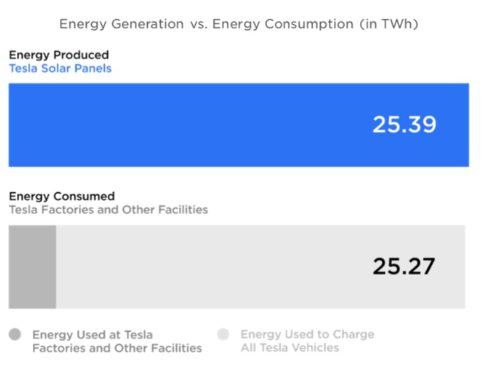 Energy Generation vs. Energy Consumption (in TWh)
Energy Produced
Tesla Solar Panels
25.39
Energy Consumed
Tesla Factories and Other Facilities
25.27
Energy Used at Tesla
Factories and Other Facilities
Energy Used to Charge
All Tesla Vehicles